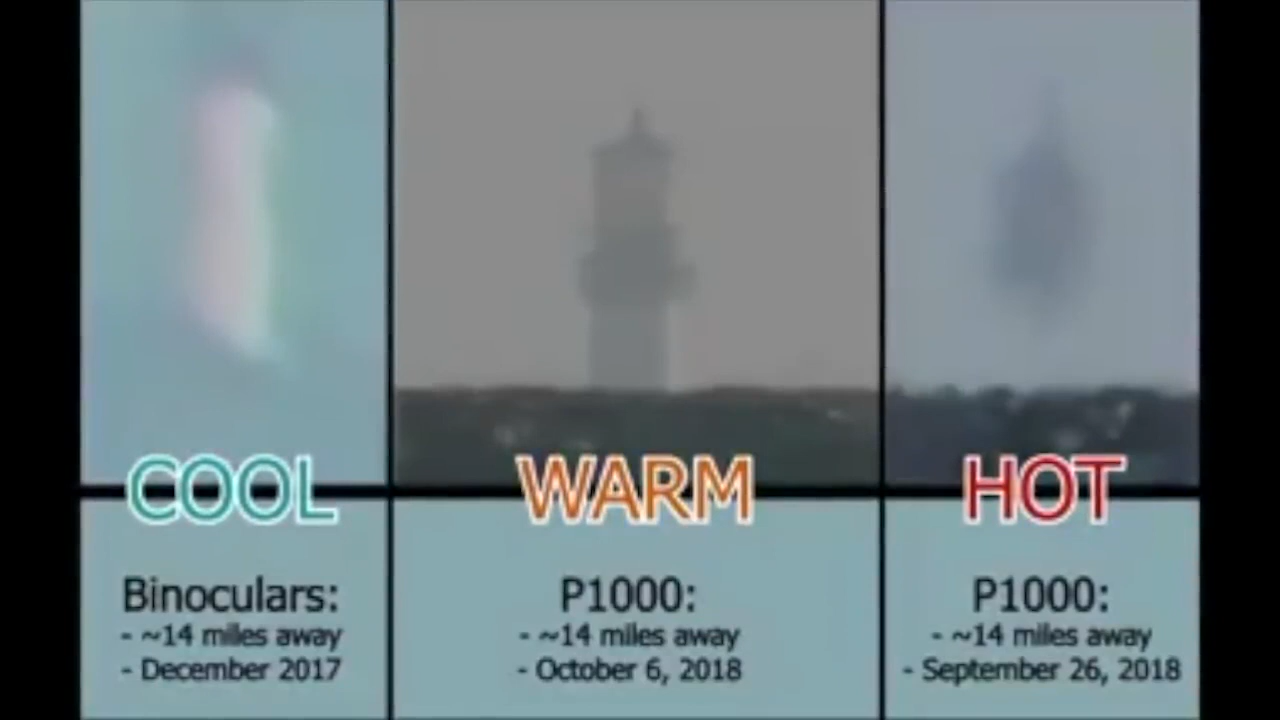 COOL
Binoculars:
- ~14 miles away
- December 2017
WARM
P1000:
- ~14 miles away
- October 6, 2018
HOT
P1000:
- ~14 miles away
- September 26, 2018